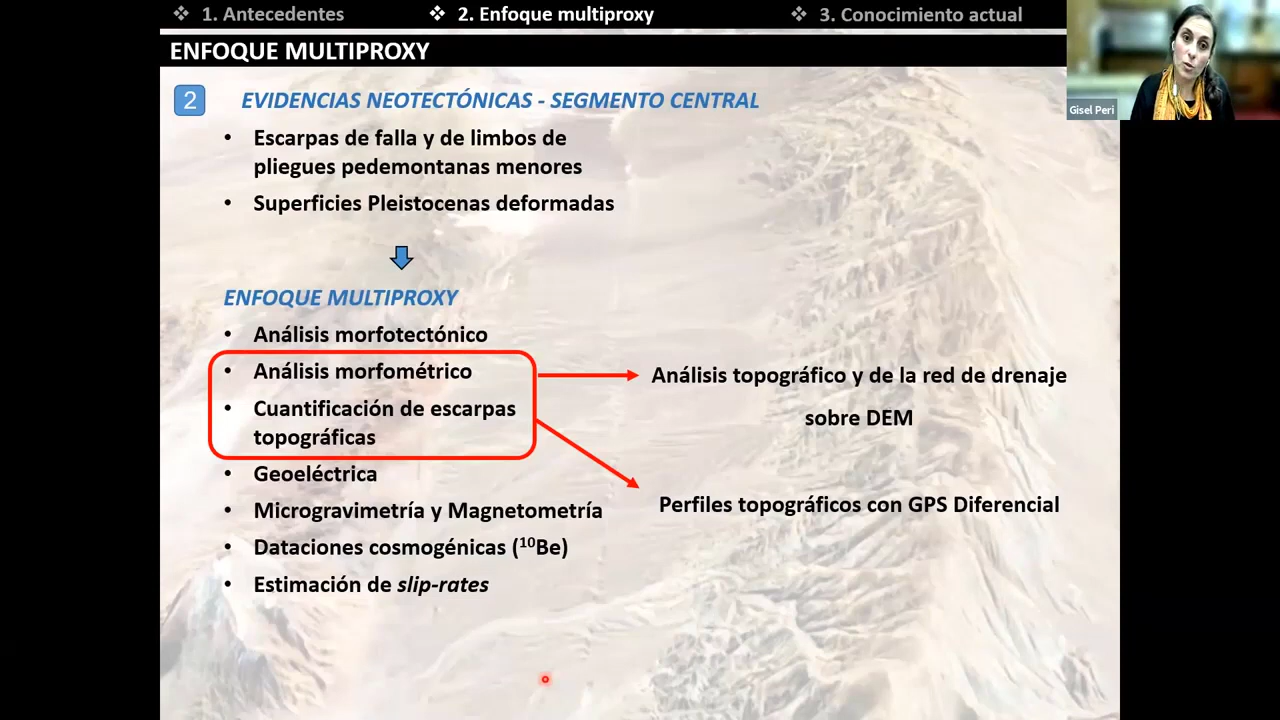 ❖ 1. Antecedentes
❖ 2. Enfoque multiproxy
❖ 3. Conocimiento actual
ENFOQUE MULTIPROXY
Gisel Peri
2
EVIDENCIAS NEOTECTÓNICAS - SEGMENTO CENTRAL
• Escarpas de falla y de limbos de
pliegues pedemontanas menores
• Superficies Pleistocenas deformadas
ENFOQUE MULTIPROXY
• Análisis morfotectónico
• Análisis morfométrico
• Cuantificación de escarpas
topográficas
• Geoeléctrica
• Microgravimetría y Magnetometría
• Dataciones cosmogénicas (¹⁰Be)
• Estimación de slip-rates
Análisis topográfico y de la red de drenaje
sobre DEM
Perfiles topográficos con GPS Diferencial